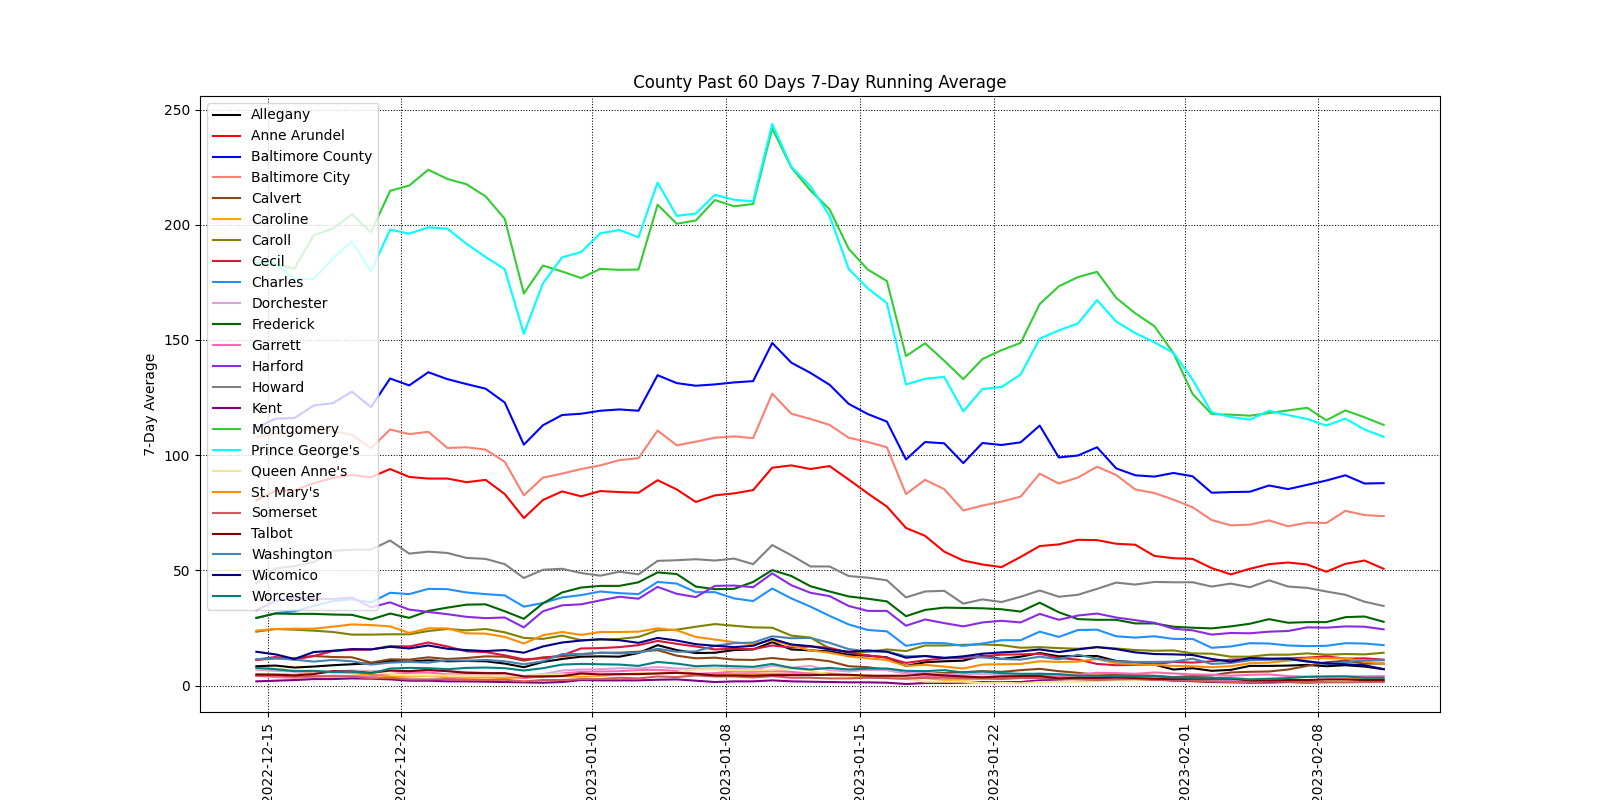 County Past 60 Days 7-Day Running Average
250
200
150
100
50
0
7-Day Average
Allegany
Anne Arundel
Baltimore County
Baltimore City
Calvert
Caroline
Caroll
Cecil
Charles
Dorchester
Frederick
Garrett
Harford
Howard
Kent
Montgomery
Prince George's
Queen Anne's
St. Mary's
Somerset
Talbot
Washington
Wicomico
Worcester
2022-12-15
2022-12-22
2023-01-01
2023-01-08
2023-01-15
2023-01-22
2023-02-01
2023-02-08